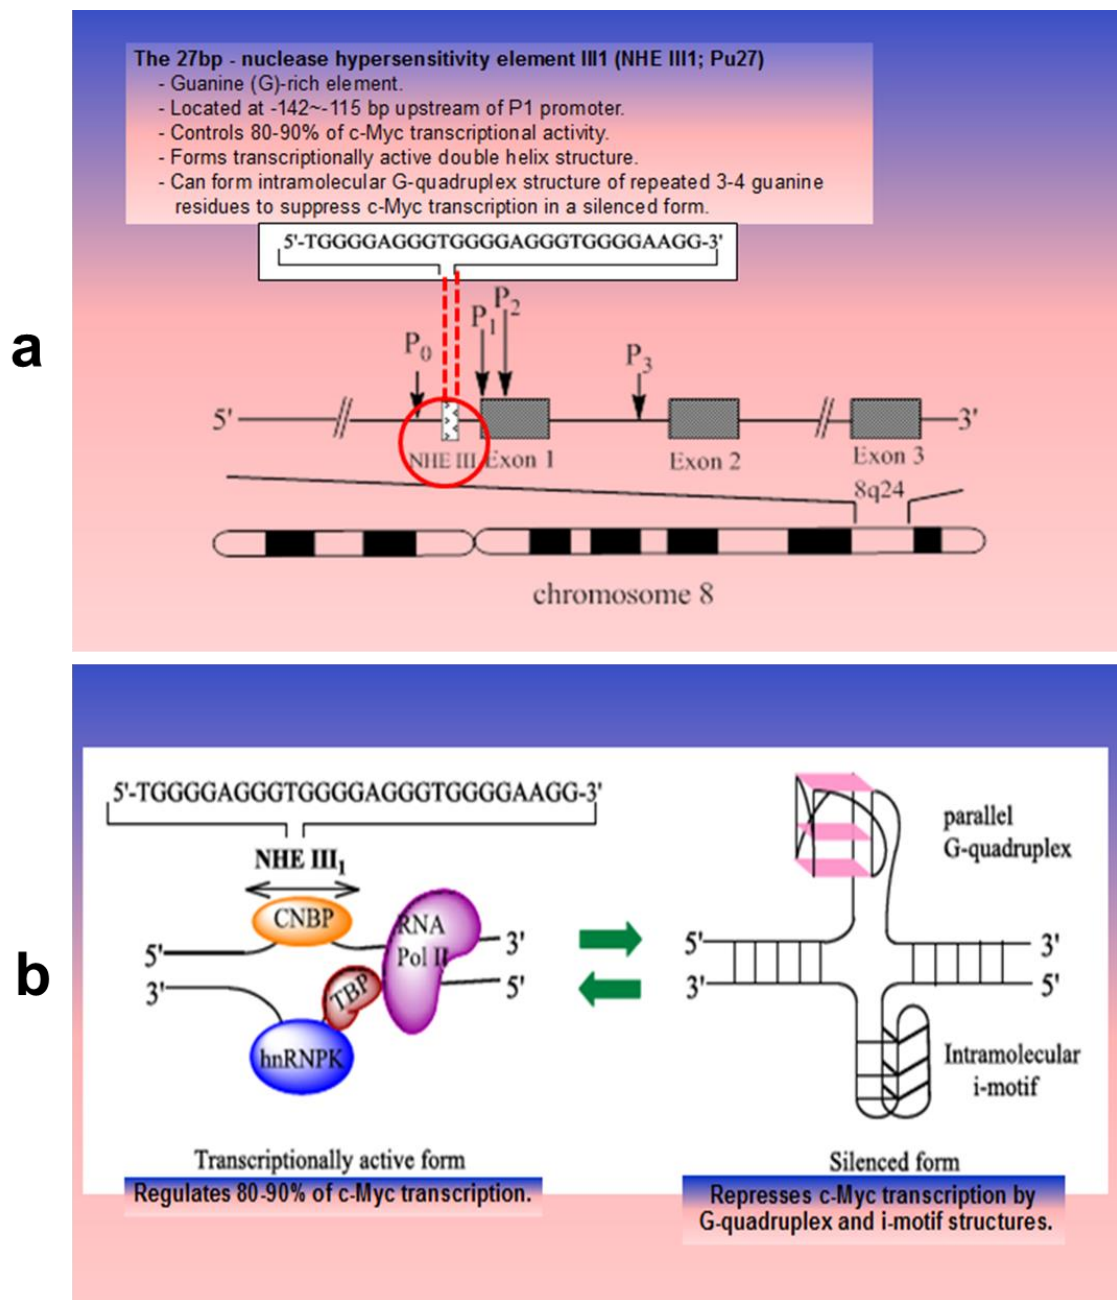 a
The 27bp - nuclease hypersensitivity element III1 (NHE III1; Pu27)
- Guanine (G)-rich element.
- Located at -142~-115 bp upstream of P1 promoter.
- Controls 80-90% of c-Myc transcriptional activity.
- Forms transcriptionally active double helix structure.
- Can form intramolecular G-quadruplex structure of repeated 3-4 guanine
residues to suppress c-Myc transcription in a silenced form.
5'-TGGGGAGGGTGGGGAGGGTGGGGAAGG-3'
P0
P1
P2
P3
5'
3'
NHE III
Exon 1
Exon 2
Exon 3
8q24
chromosome 8
b
5'-TGGGGAGGGTGGGGAGGGTGGGGAAGG-3'
NHE III1
CNBP
RNA
Pol II
TBP
hnRNPK
5'
3'
3'
5'
Transcriptionally active form
Regulates 80-90% of c-Myc transcription.
parallel
G-quadruplex
5'
3'
3'
5'
Intramolecular
i-motif
Silenced form
Represses c-Myc transcription by
G-quadruplex and i-motif structures.